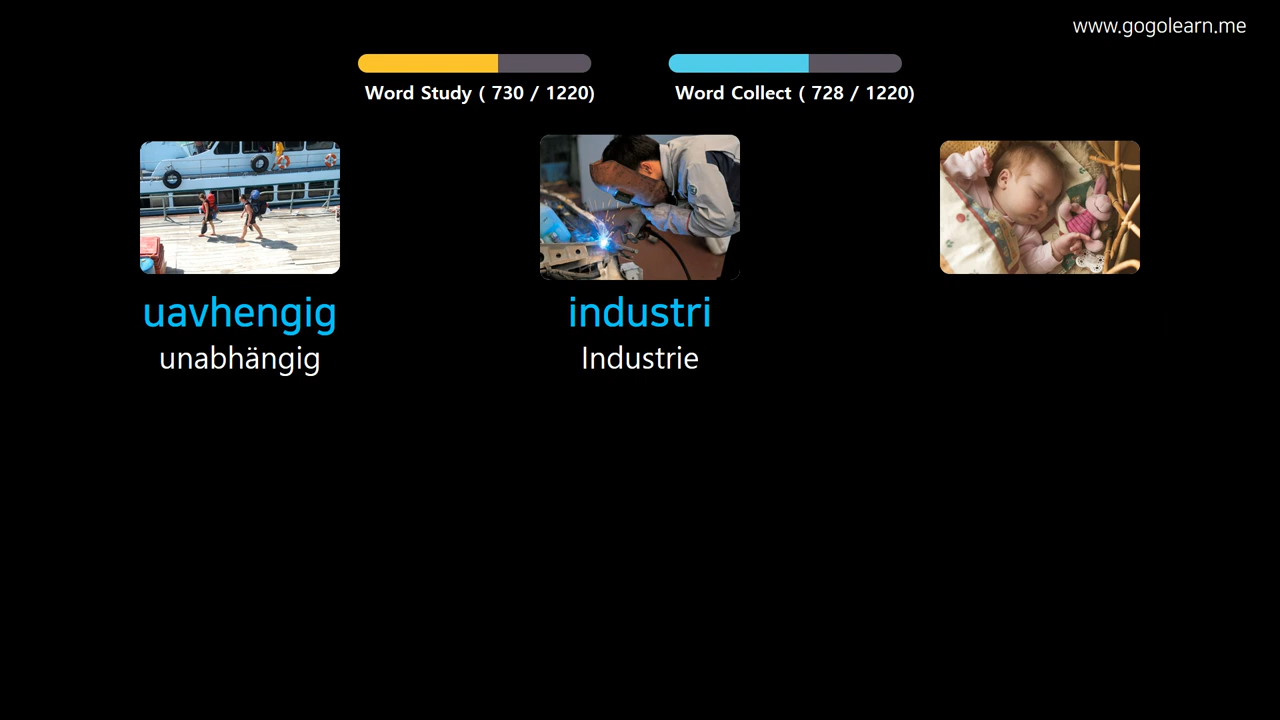 www.gogolearn.me
Word Study ( 730 / 1220)
Word Collect ( 728 / 1220)
uavhengig
unabhängig
industri
Industrie